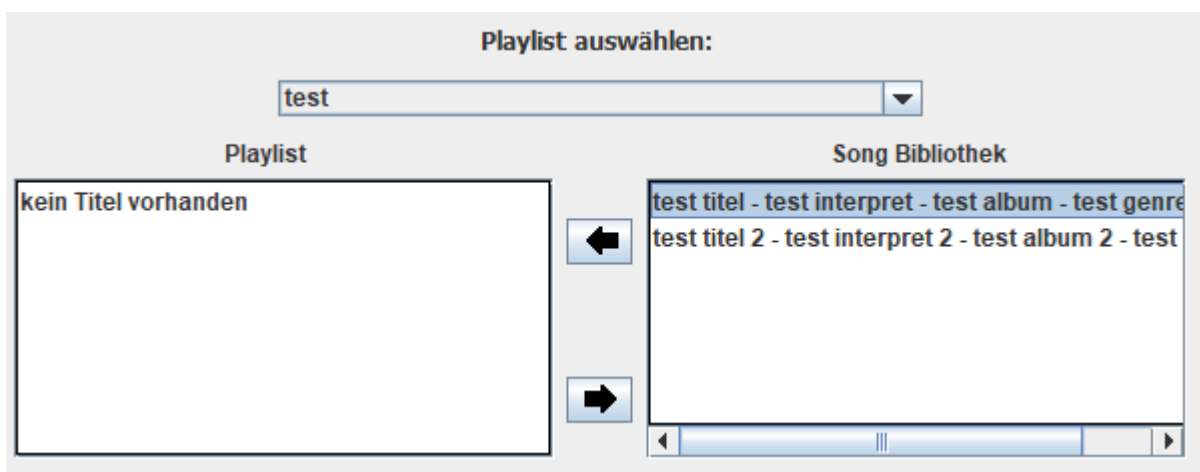 Playlist auswählen:
test
Playlist
Song Bibliothek
kein Titel vorhanden
test titel - test interpret - test album - test genre
test titel 2 - test interpret 2 - test album 2 - test